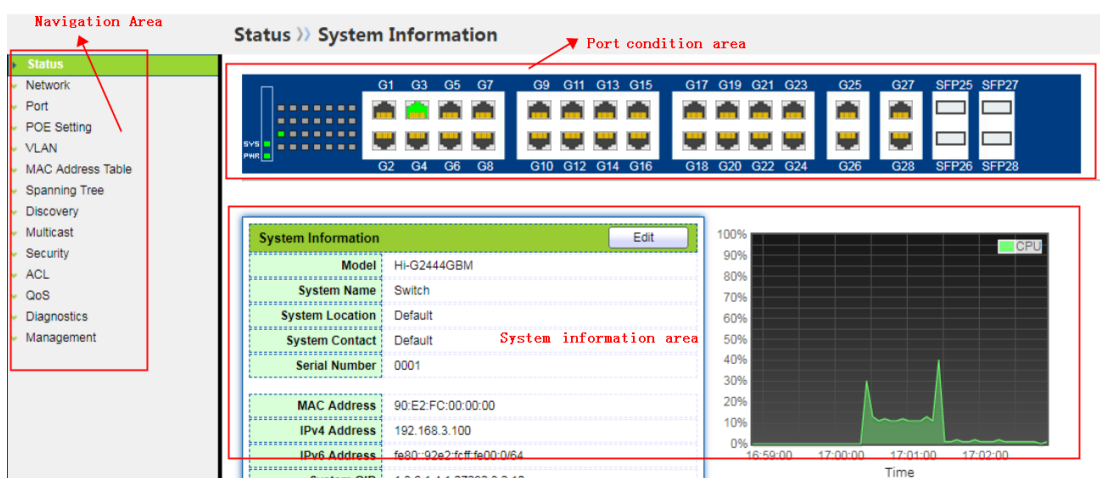 Navigation Area
Status » System Information
Port condition area
Status
Network
Port
POE Setting
VLAN
MAC Address Table
Spanning Tree
Discovery
Multicast
Security
ACL
QoS
Diagnostics
Management
G1 G3 G5 G7 G9 G11 G13 G15 G17 G19 G21 G23 G25 G27 SFP25 SFP27
SYS
PWR
G2 G4 G6 G8 G10 G12 G14 G16 G18 G20 G22 G24 G26 G28 SFP26 SFP28
System Information Edit
Model Hi-G2444GBM
System Name Switch
System Location Default
System Contact Default
System information area
Serial Number 0001
MAC Address 90:E2:FC:00:00:00
IPv4 Address 192.168.3.100
IPv6 Address fe80::92e2:fcff:fe00:0/64
CPU
100%
90%
80%
70%
60%
50%
40%
30%
20%
10%
0%
16:59:00 17:00:00 17:01:00 17:02:00
Time